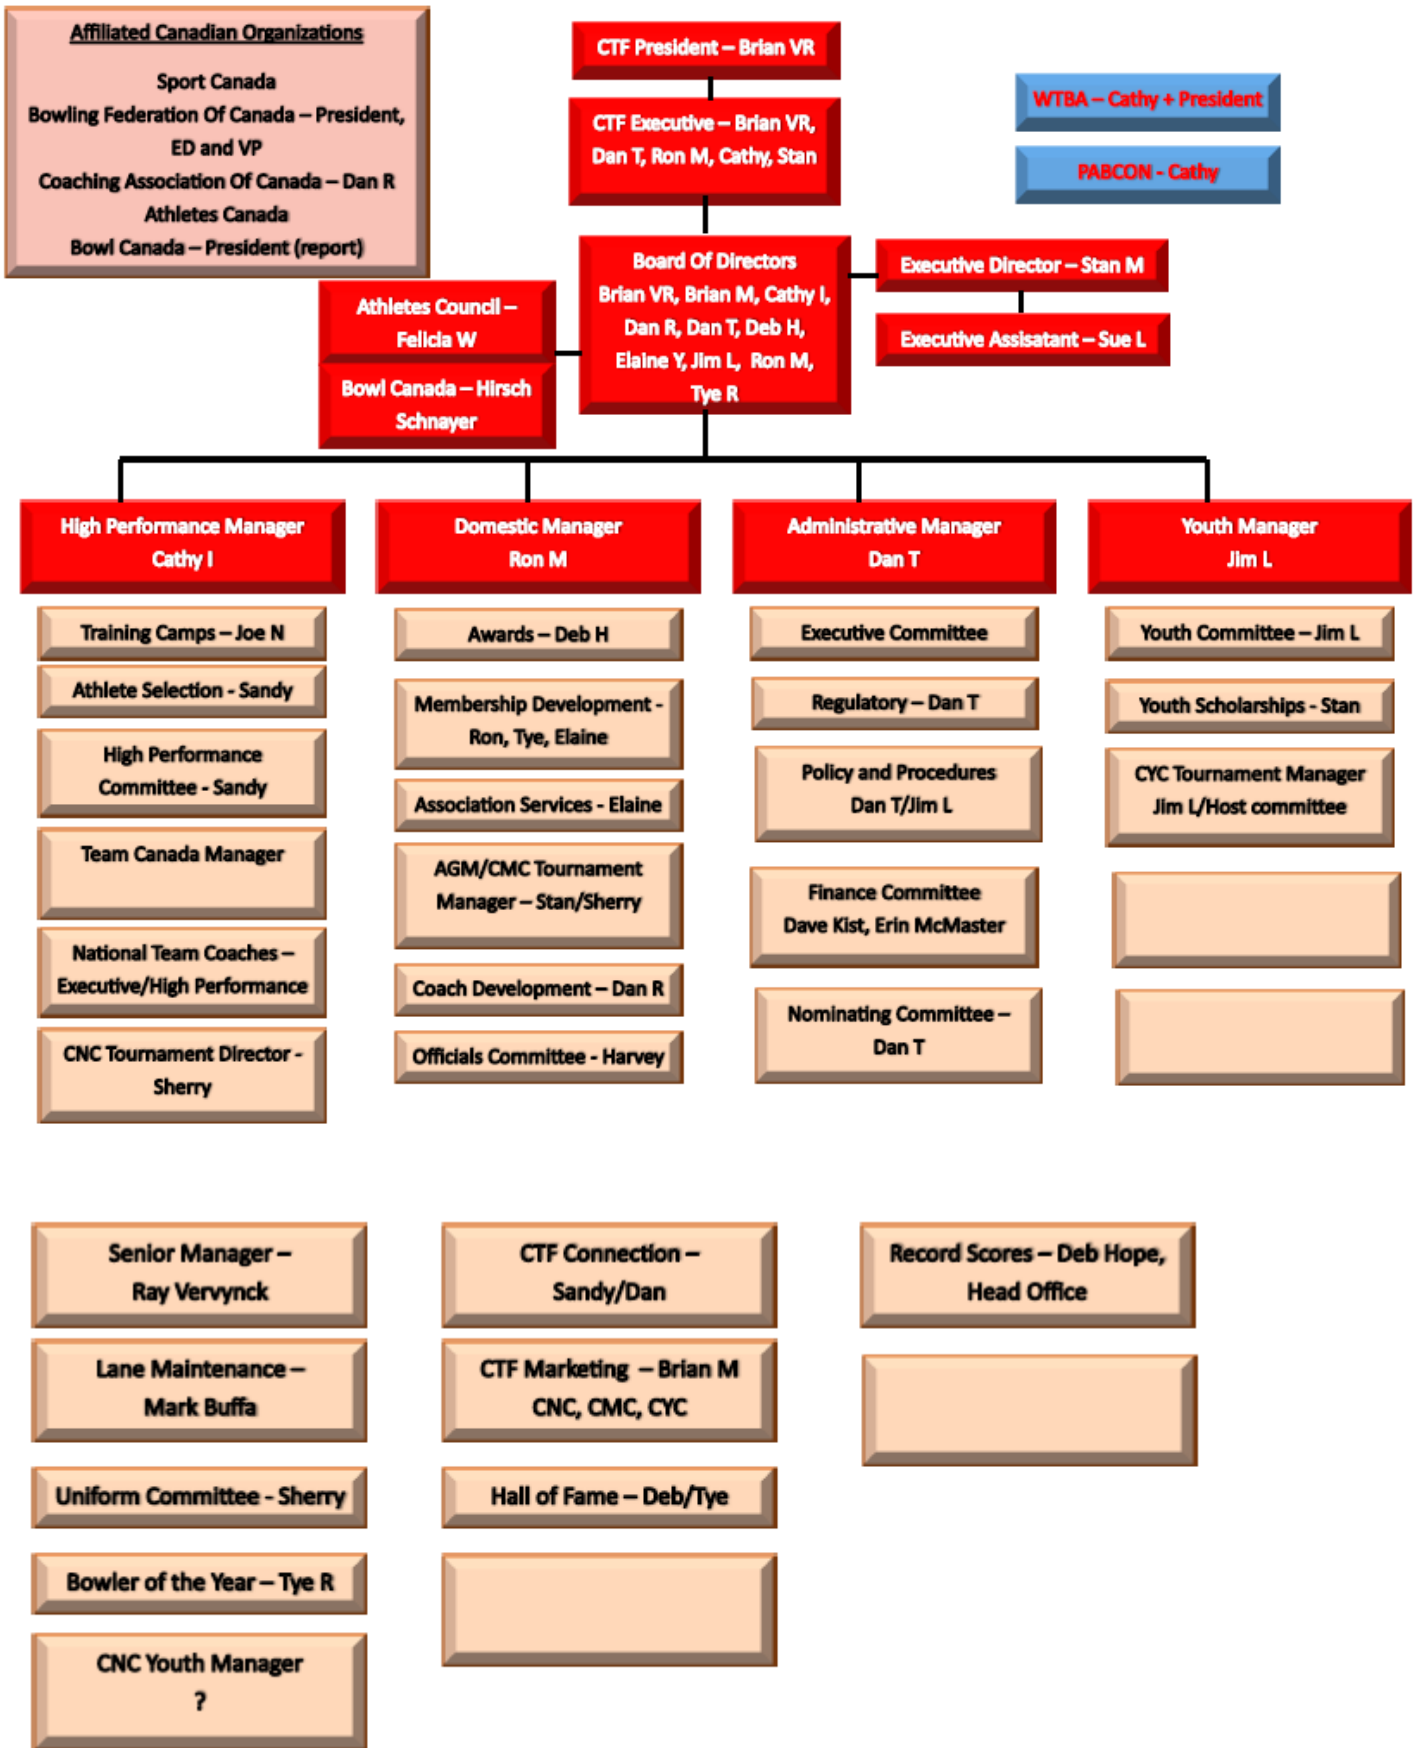 Affiliated Canadian Organizations
Sport Canada
Bowling Federation Of Canada – President,
ED and VP
Coaching Association Of Canada – Dan R
Athletes Canada
Bowl Canada – President (report)
CTF President – Brian VR
CTF Executive – Brian VR,
Dan T, Ron M, Cathy, Stan
WTBA – Cathy + President
PABCON - Cathy
Board Of Directors
Brian VR, Brian M, Cathy I,
Dan R, Dan T, Deb H,
Elaine Y, Jim L, Ron M,
Tye R
Executive Director – Stan M
Executive Assisatant – Sue L
Athletes Council –
Felicia W
Bowl Canada – Hirsch
Schnayer
High Performance Manager
Cathy I
Training Camps – Joe N
Athlete Selection - Sandy
High Performance
Committee - Sandy
Team Canada Manager
National Team Coaches –
Executive/High Performance
CNC Tournament Director -
Sherry
Domestic Manager
Ron M
Awards – Deb H
Membership Development -
Ron, Tye, Elaine
Association Services - Elaine
AGM/CMC Tournament
Manager – Stan/Sherry
Coach Development – Dan R
Officials Committee - Harvey
Administrative Manager
Dan T
Executive Committee
Regulatory – Dan T
Policy and Procedures
Dan T/Jim L
Finance Committee
Dave Kist, Erin McMaster
Nominating Committee –
Dan T
Youth Manager
Jim L
Youth Committee – Jim L
Youth Scholarships - Stan
CYC Tournament Manager
Jim L/Host committee
Senior Manager –
Ray Vervynck
Lane Maintenance –
Mark Buffa
Uniform Committee - Sherry
Bowler of the Year – Tye R
CNC Youth Manager
?
CTF Connection –
Sandy/Dan
CTF Marketing – Brian M
CNC, CMC, CYC
Hall of Fame – Deb/Tye
Record Scores – Deb Hope,
Head Office